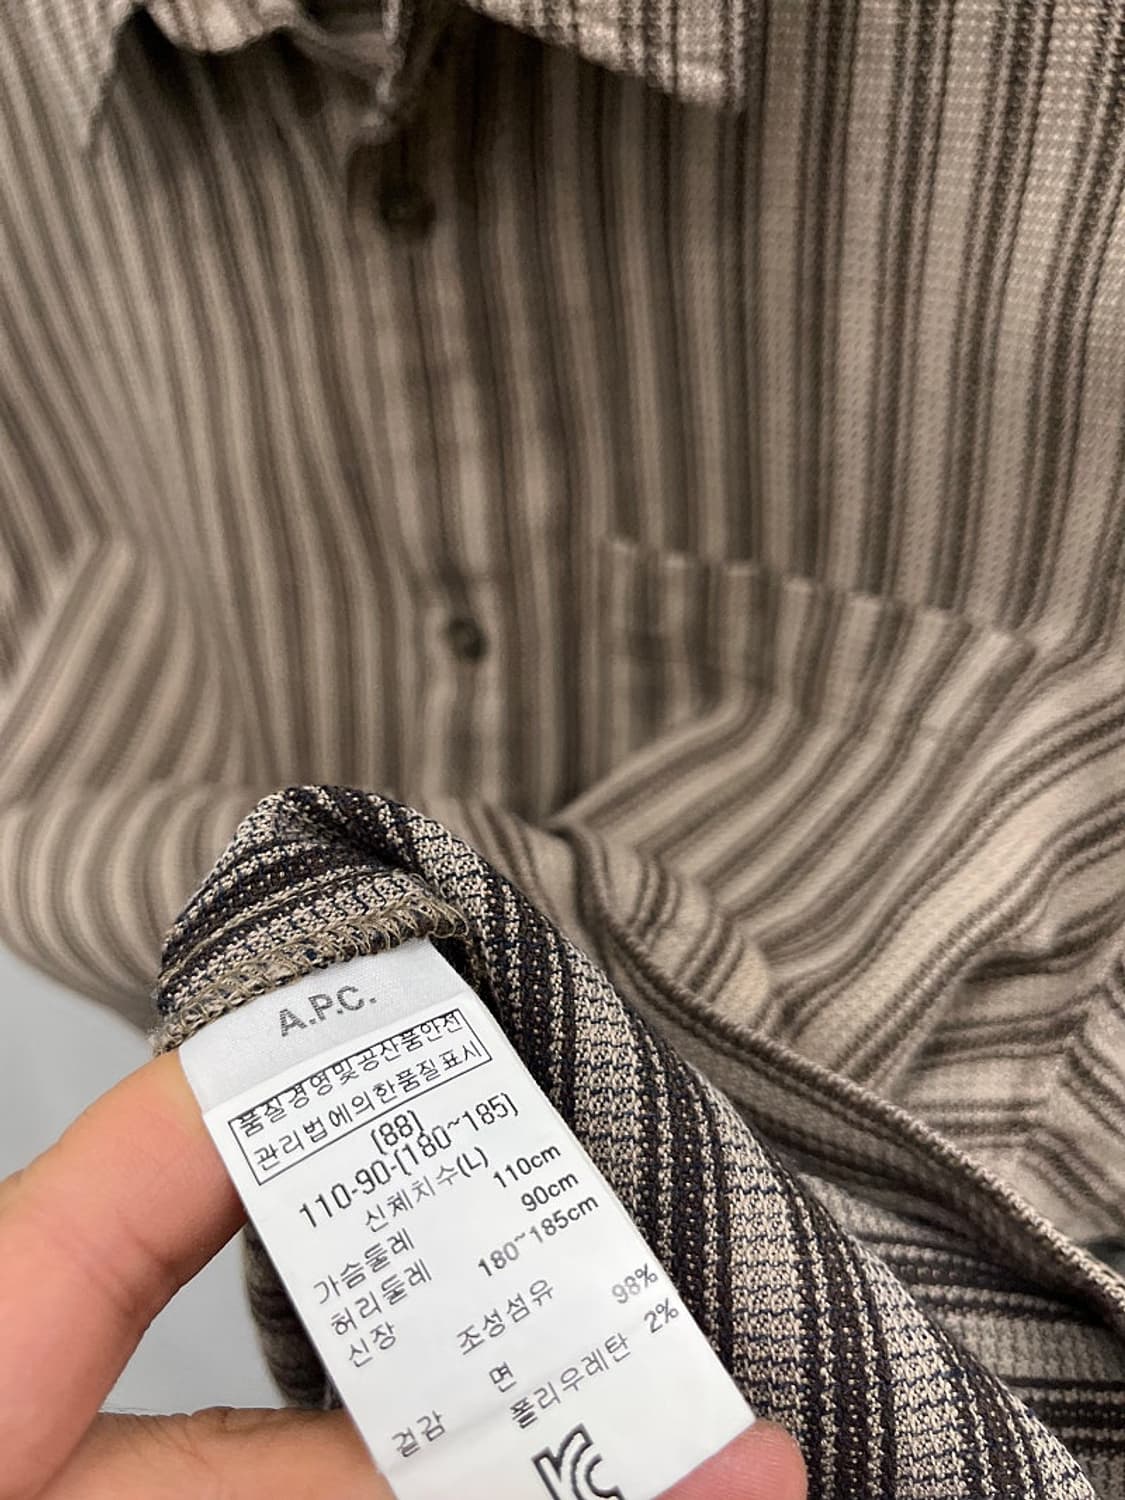 A.P.C.
품질경영및공산품안전
관리법에의한품질표시
(88)
110-90-(180~185)
신체치수(L)
가슴둘레 110cm
허리둘레 90cm
신장 180~185cm
조성섬유
겉감 면 98%
폴리우레탄 2%